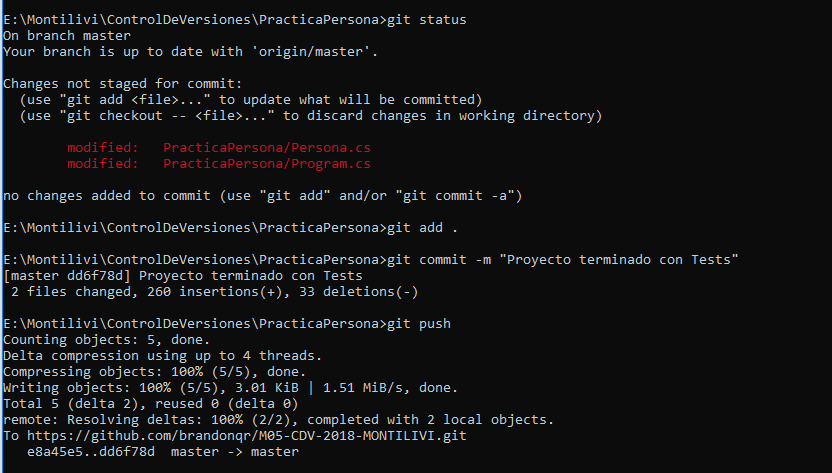 E:\Montilivi\ControlDeVersiones\PracticaPersona>git status
On branch master
Your branch is up to date with 'origin/master'.
Changes not staged for commit:
  (use "git add <file>..." to update what will be committed)
  (use "git checkout -- <file>..." to discard changes in working directory)
        modified:   PracticaPersona/Persona.cs
        modified:   PracticaPersona/Program.cs
no changes added to commit (use "git add" and/or "git commit -a")
E:\Montilivi\ControlDeVersiones\PracticaPersona>git add .
E:\Montilivi\ControlDeVersiones\PracticaPersona>git commit -m "Proyecto terminado con Tests"
[master dd6f78d] Proyecto terminado con Tests
 2 files changed, 260 insertions(+), 33 deletions(-)
E:\Montilivi\ControlDeVersiones\PracticaPersona>git push
Counting objects: 5, done.
Delta compression using up to 4 threads.
Compressing objects: 100% (5/5), done.
Writing objects: 100% (5/5), 3.01 KiB | 1.51 MiB/s, done.
Total 5 (delta 2), reused 0 (delta 0)
remote: Resolving deltas: 100% (2/2), completed with 2 local objects.
To https://github.com/brandonqr/M05-CDV-2018-MONTILIVI.git
   e8a45e5..dd6f78d  master -> master